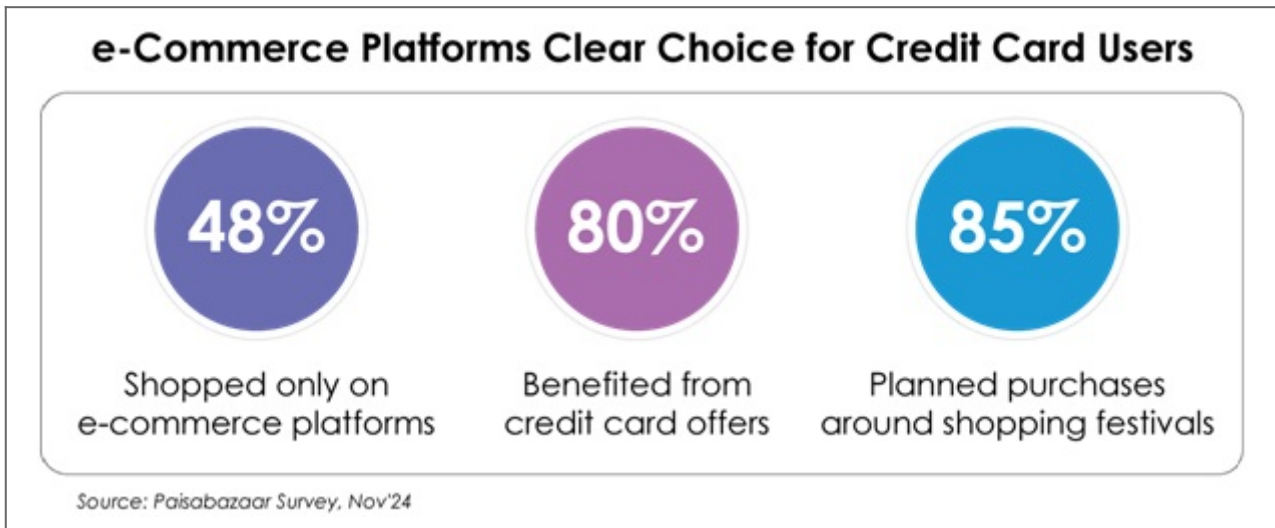 e-Commerce Platforms Clear Choice for Credit Card Users
48%
Shopped only on
e-commerce platforms
80%
Benefited from
credit card offers
85%
Planned purchases
around shopping festivals
Source: Paisabazaar Survey, Nov'24